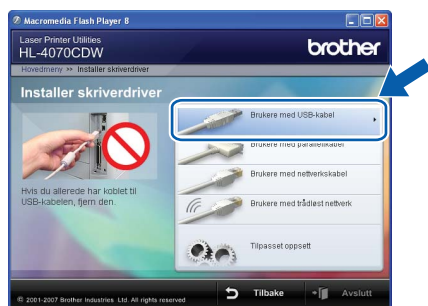 Macromedia Flash Player 8
Laser Printer Utilities
HL-4070CDW
brother
Hovedmeny >> Installer skriverdriver
Installer skriverdriver
Brukere med USB-kabel
Brukere med parallellkabel
Brukere med nettverkskabel
Brukere med trådløst nettverk
Tilpasset oppsett
Hvis du allerede har koblet til
USB-kabelen, fjern den.
© 2001-2007 Brother Industries Ltd. All rights reserved
Tilbake
Avslutt